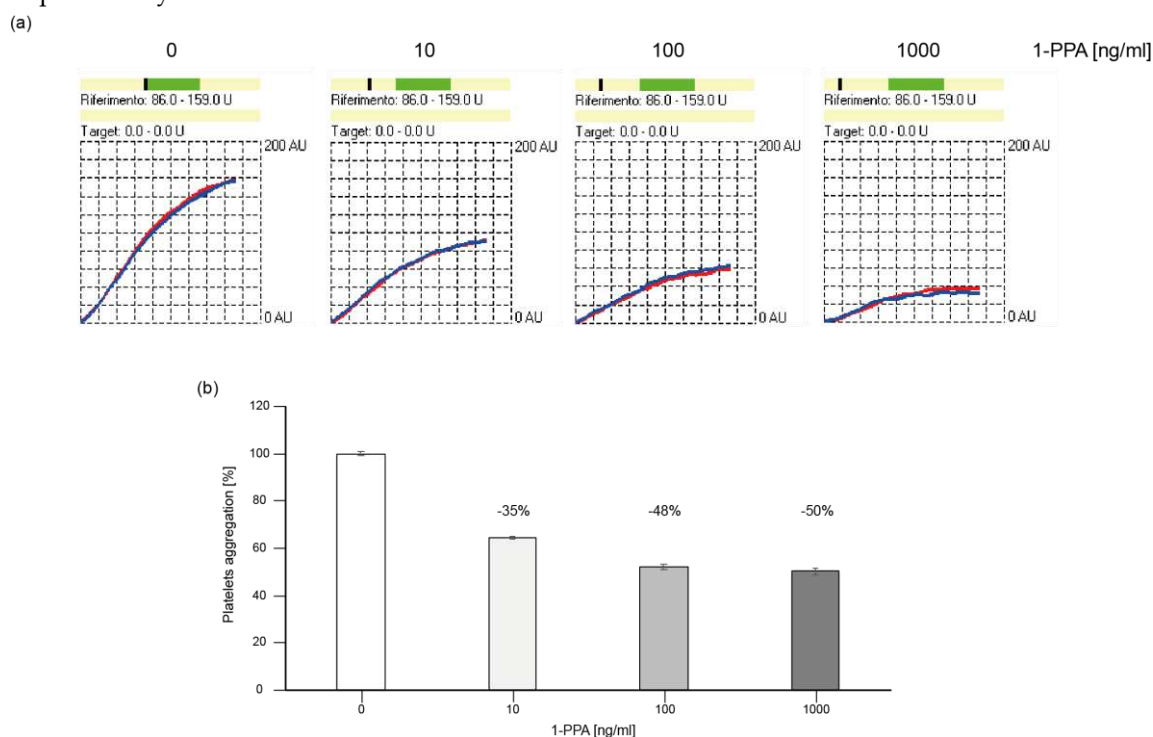 (a)
0 10 100 1000 1-PPA [ng/ml]
Riferimento: 86.0 - 159.0 U Riferimento: 86.0 - 159.0 U Riferimento: 86.0 - 159.0 U Riferimento: 86.0 - 159.0 U
Target: 0.0 - 0.0 U Target: 0.0 - 0.0 U Target: 0.0 - 0.0 U Target: 0.0 - 0.0 U
200 AU 200 AU 200 AU 200 AU
0 AU 0 AU 0 AU 0 AU
(b)
120
100
80
60
40
20
0
Platelets aggregation [%]
-35% -48% -50%
0 10 100 1000
1-PPA [ng/ml]